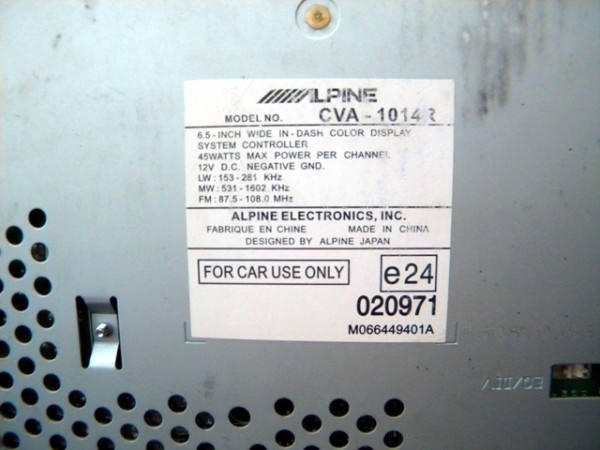 ALPINE
MODEL NO. CVA-1014R
6.5-INCH WIDE IN-DASH COLOR DISPLAY
SYSTEM CONTROLLER
45WATTS MAX POWER PER CHANNEL
12V D.C. NEGATIVE GND.
LW : 153-281 KHz
MW : 531-1602 KHz
FM : 87.5-108.0 MHz
ALPINE ELECTRONICS, INC.
FABRIQUE EN CHINE MADE IN CHINA
DESIGNED BY ALPINE JAPAN
FOR CAR USE ONLY e24
020971
M066449401A